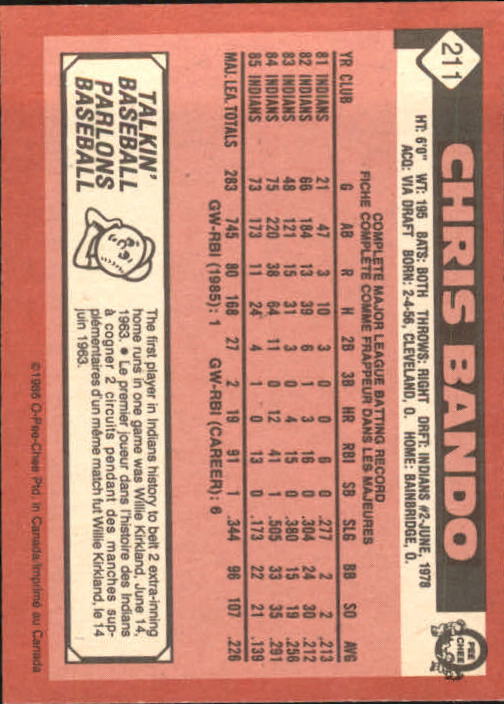 211
CHRIS BANDO
O PEE CHEE
HT: 6'0" WT: 195 BATS: BOTH THROWS: RIGHT DRFT: INDIANS #2-JUNE, 1978
ACQ: VIA DRAFT BORN: 2-4-56, CLEVELAND, O. HOME: BAINBRIDGE, O.
COMPLETE MAJOR LEAGUE BATTING RECORD
FICHE COMPLÈTE COMME FRAPPEUR DANS LES MAJEURES
YR CLUB G AB R H 2B 3B HR RBI SB SLG BB SO AVG
81 INDIANS 21 47 3 10 3 0 0 6 0 .277 2 2 .213
82 INDIANS 66 184 13 39 6 1 3 16 0 .304 24 30 .212
83 INDIANS 48 121 15 31 3 0 4 15 0 .380 15 19 .256
84 INDIANS 75 220 38 64 11 0 12 41 1 .505 33 35 .291
85 INDIANS 73 173 11 24 4 1 0 13 0 .173 22 21 .139
MAJ. LEA. TOTALS 283 745 80 168 27 2 19 91 1 .344 96 107 .226
GW-RBI (1985): 1 GW-RBI (CAREER): 6
TALKIN'
BASEBALL
PARLONS
BASEBALL
The first player in Indians history to belt 2 extra-inning
home runs in one game was Willie Kirkland, June 14,
1963. • Le premier joueur dans l'histoire des Indians
à cogner 2 circuits pendant des manches sup-
plémentaires d'un même match fut Willie Kirkland, le 14
juin 1963.
©1986 O-Pee-Chee Ptd. in Canada/Imprimé au Canada